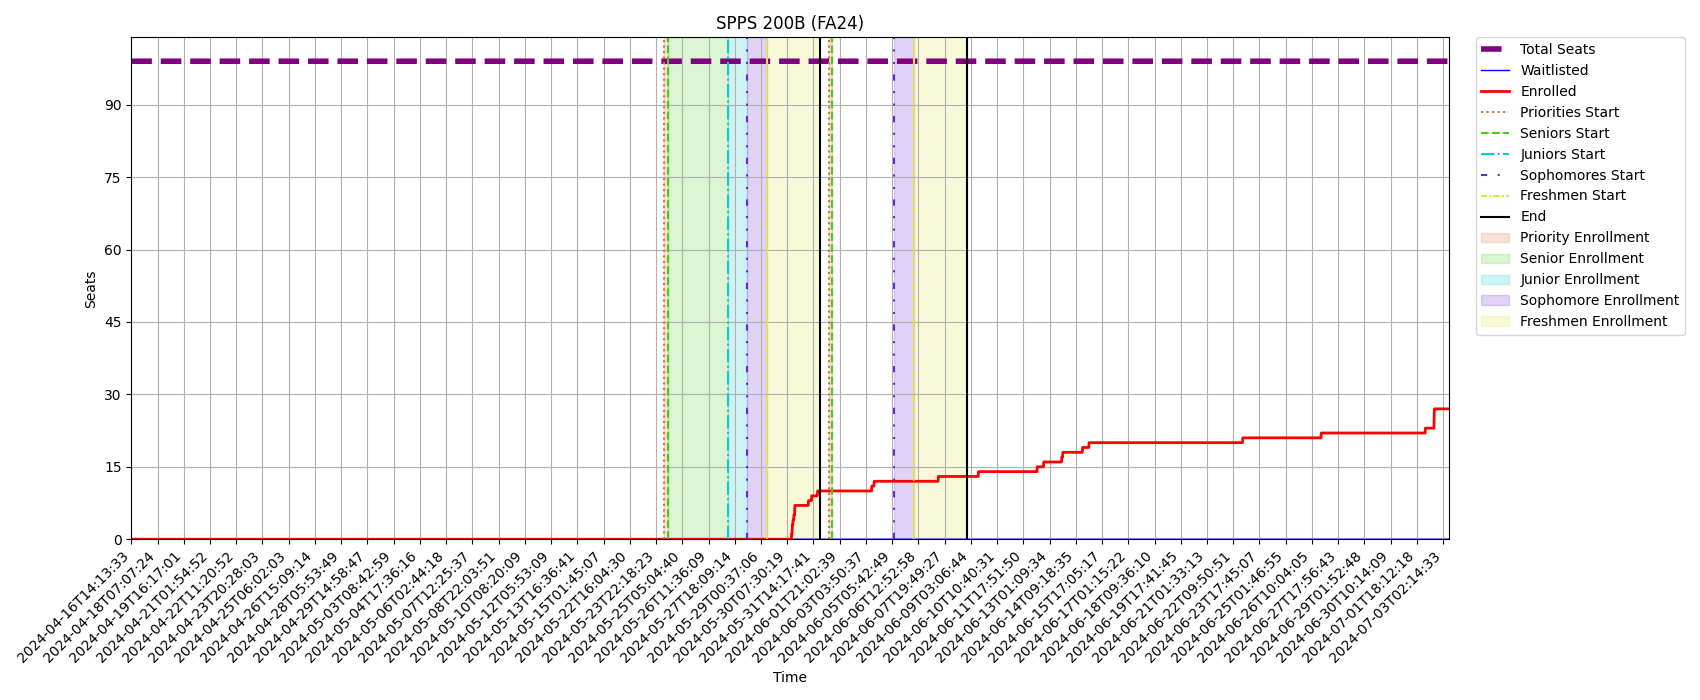 SPPS 200B (FA24)
Seats
90
75
60
45
30
15
0
2024-04-16T14:13:33
2024-04-18T07:07:24
2024-04-19T16:17:01
2024-04-21T01:54:52
2024-04-22T11:20:52
2024-04-23T20:28:03
2024-04-25T06:02:03
2024-04-26T15:09:14
2024-04-28T05:53:49
2024-04-29T14:58:47
2024-05-03T08:42:59
2024-05-04T17:36:16
2024-05-06T02:44:18
2024-05-07T12:25:37
2024-05-08T22:03:51
2024-05-10T08:20:09
2024-05-12T05:53:09
2024-05-13T16:36:41
2024-05-15T01:45:07
2024-05-22T16:04:30
2024-05-23T22:18:23
2024-05-25T05:04:40
2024-05-26T11:36:09
2024-05-27T18:09:14
2024-05-29T00:37:06
2024-05-30T07:30:19
2024-05-31T14:17:41
2024-06-01T21:02:39
2024-06-03T03:50:37
2024-06-05T05:42:49
2024-06-06T12:52:58
2024-06-07T19:49:27
2024-06-09T03:06:44
2024-06-10T10:40:31
2024-06-11T17:51:50
2024-06-13T01:09:34
2024-06-14T09:18:35
2024-06-15T17:05:17
2024-06-17T01:15:22
2024-06-18T09:36:10
2024-06-19T17:41:45
2024-06-21T01:33:13
2024-06-22T09:50:51
2024-06-23T17:45:07
2024-06-25T01:46:55
2024-06-26T10:04:05
2024-06-27T17:56:43
2024-06-29T01:52:48
2024-06-30T10:14:09
2024-07-01T18:12:18
2024-07-03T02:14:33
Time
Total Seats
Waitlisted
Enrolled
Priorities Start
Seniors Start
Juniors Start
Sophomores Start
Freshmen Start
End
Priority Enrollment
Senior Enrollment
Junior Enrollment
Sophomore Enrollment
Freshmen Enrollment